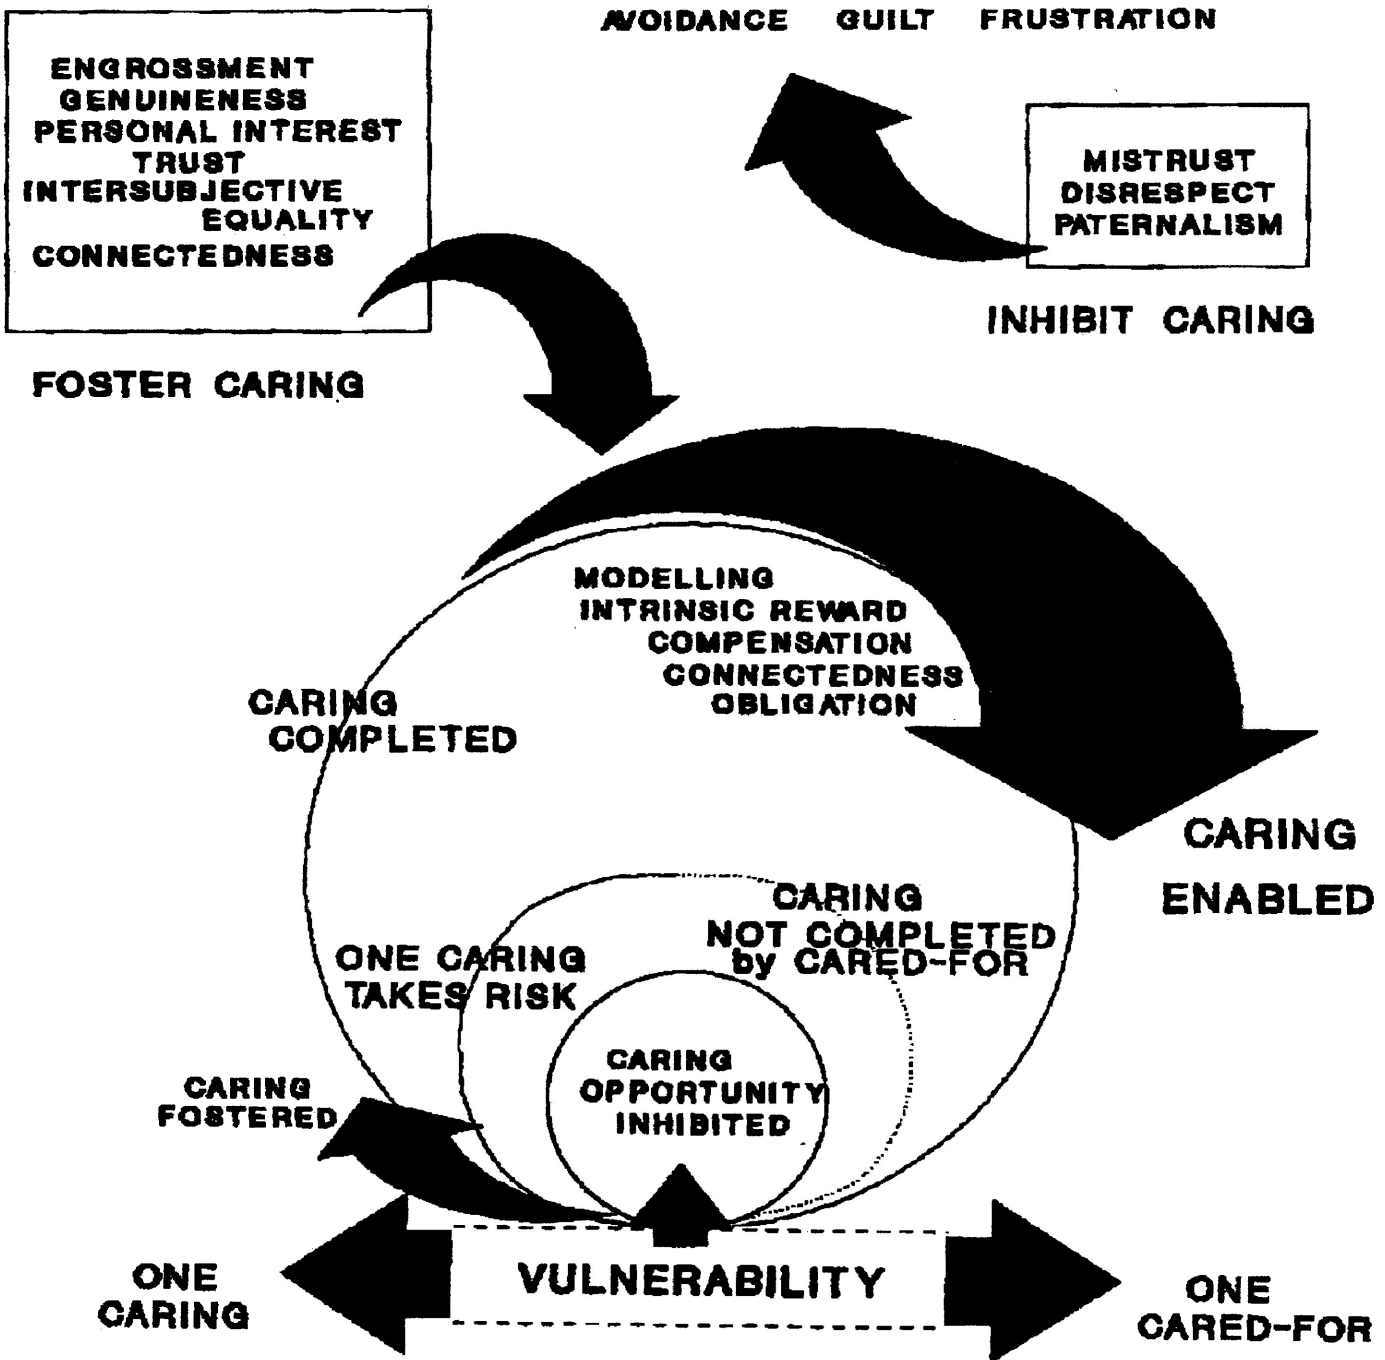 AVOIDANCE GUILT FRUSTRATION
ENGROSSMENT
GENUINENESS
PERSONAL INTEREST
TRUST
INTERSUBJECTIVE
EQUALITY
CONNECTEDNESS
FOSTER CARING
MISTRUST
DISRESPECT
PATERNALISM
INHIBIT CARING
MODELLING
INTRINSIC REWARD
COMPENSATION
CONNECTEDNESS
OBLIGATION
CARING
COMPLETED
CARING
ENABLED
CARING
NOT COMPLETED
by CARED-FOR
ONE CARING
TAKES RISK
CARING
OPPORTUNITY
INHIBITED
CARING
FOSTERED
VULNERABILITY
ONE
CARING
ONE
CARED-FOR